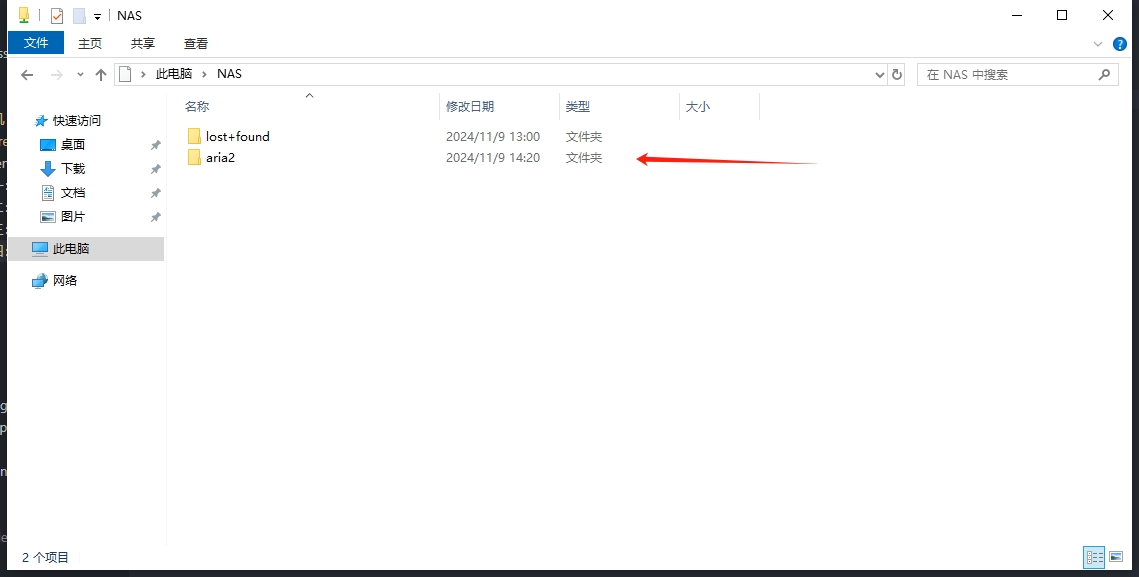 NAS
文件 主页 共享 查看
此电脑 NAS
在 NAS 中搜索
名称 修改日期 类型 大小
快速访问
桌面
下载
文档
图片
此电脑
网络
lost+found 2024/11/9 13:00 文件夹
aria2 2024/11/9 14:20 文件夹
2 个项目